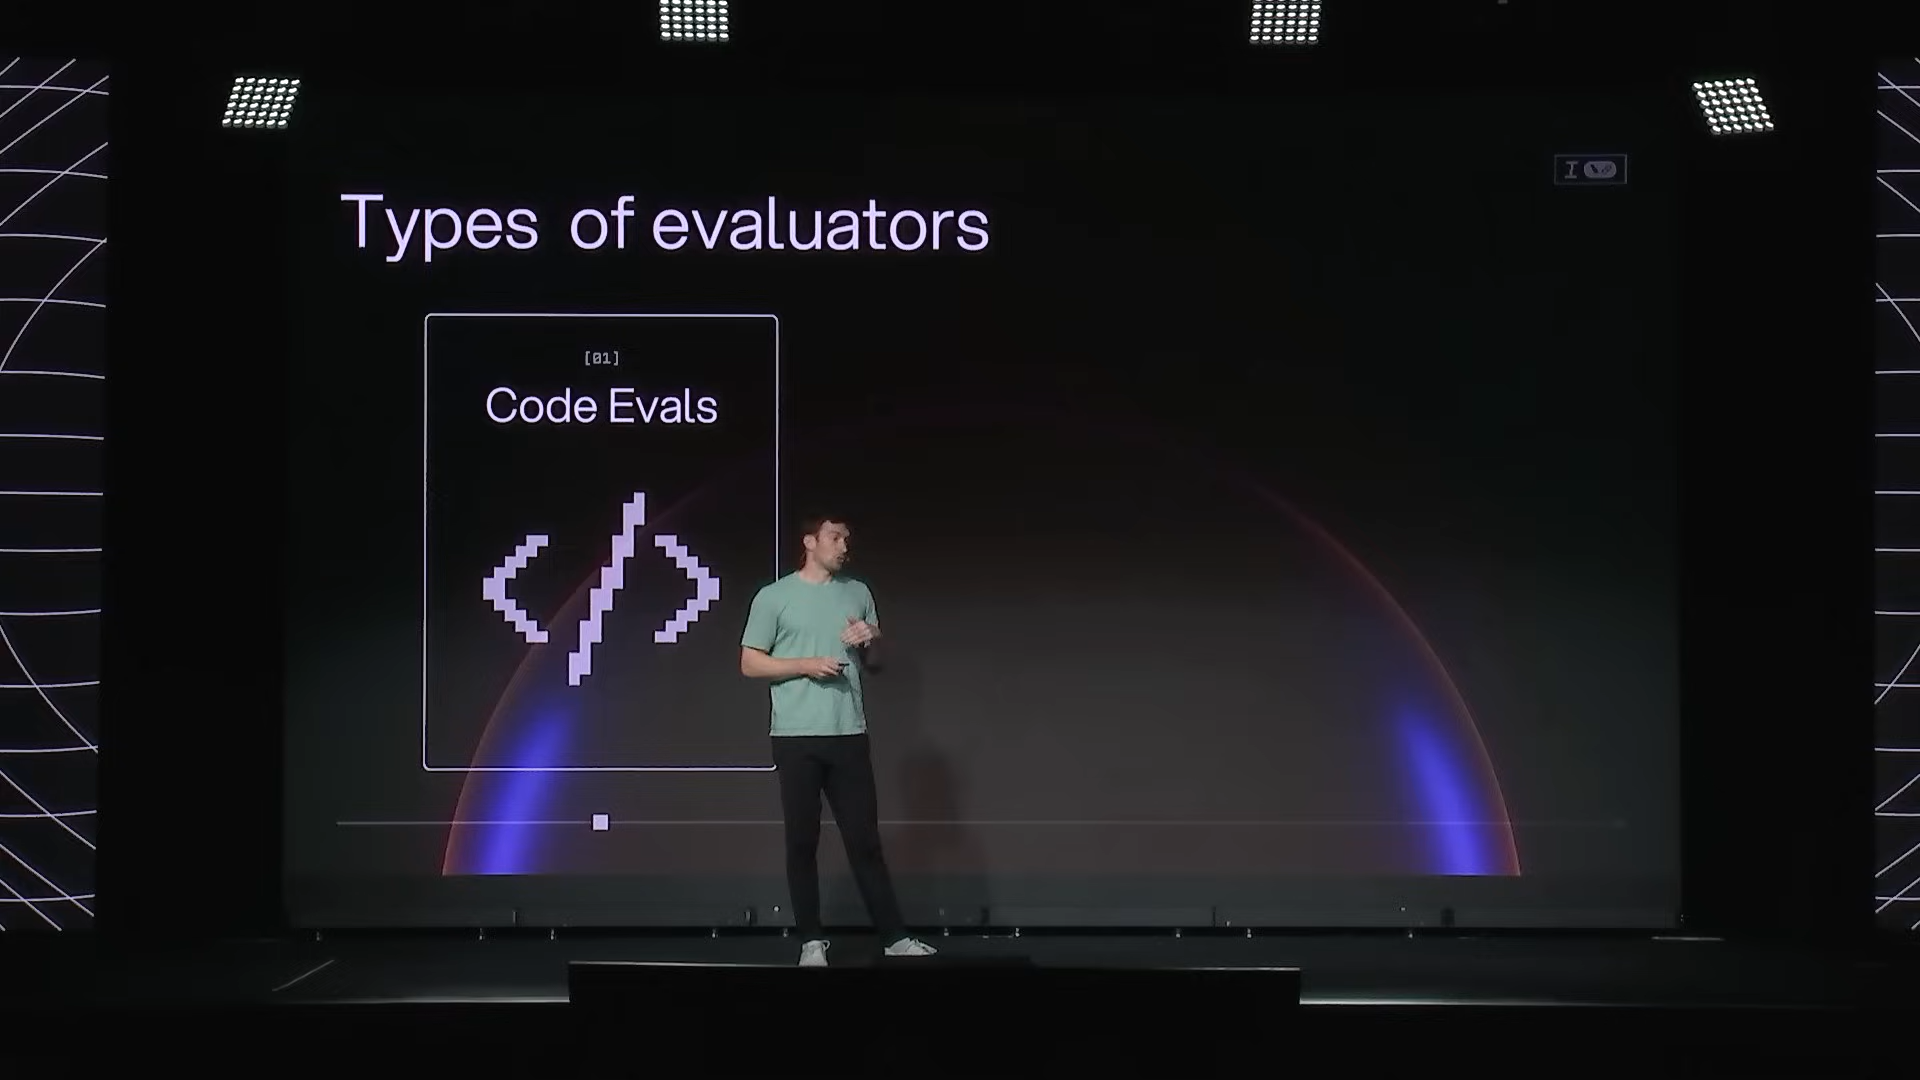 Types of evaluators
[01]
Code Evals
</>